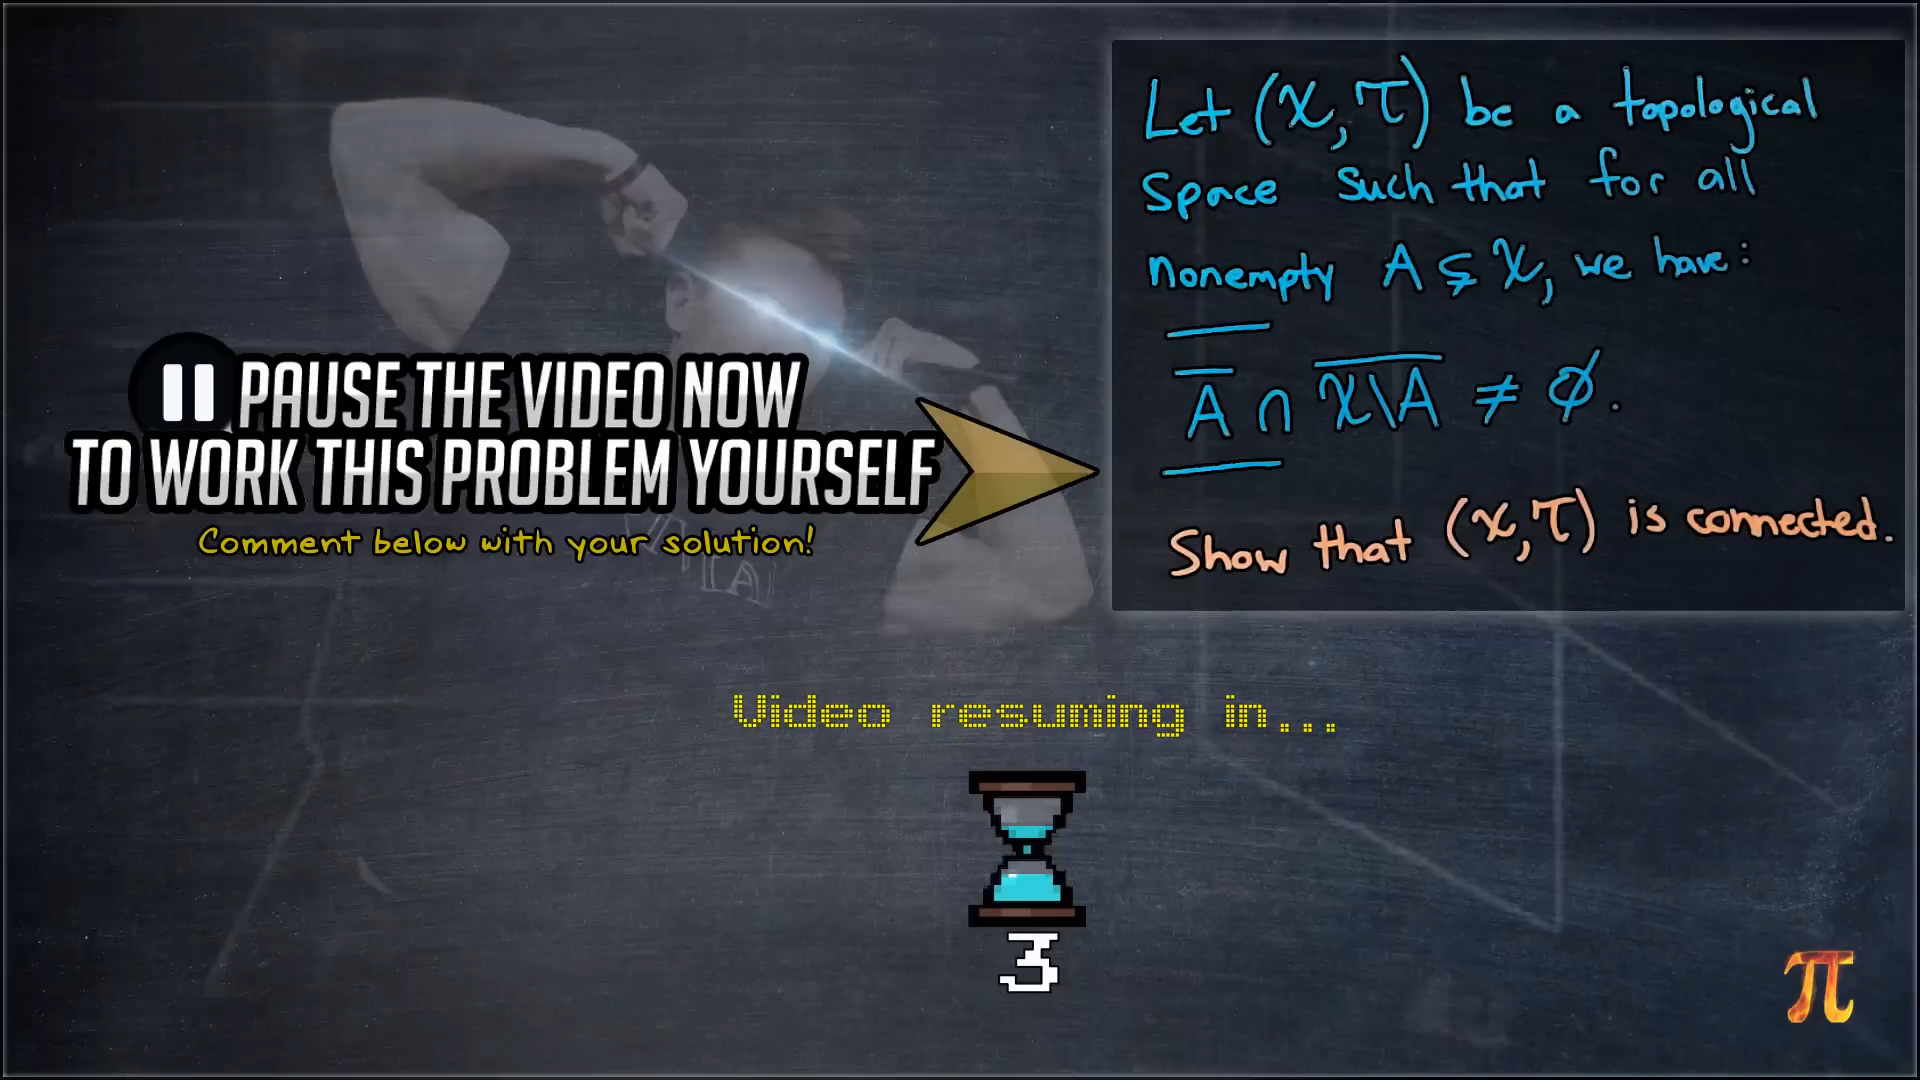 Let (X, τ) be a topological
Space such that for all
nonempty A ⊊ X, we have:
A̅ ∩ X\A̅ ≠ ∅.
Show that (X, τ) is connected.
PAUSE THE VIDEO NOW
TO WORK THIS PROBLEM YOURSELF
Comment below with your solution!
Video resuming in...
3
π